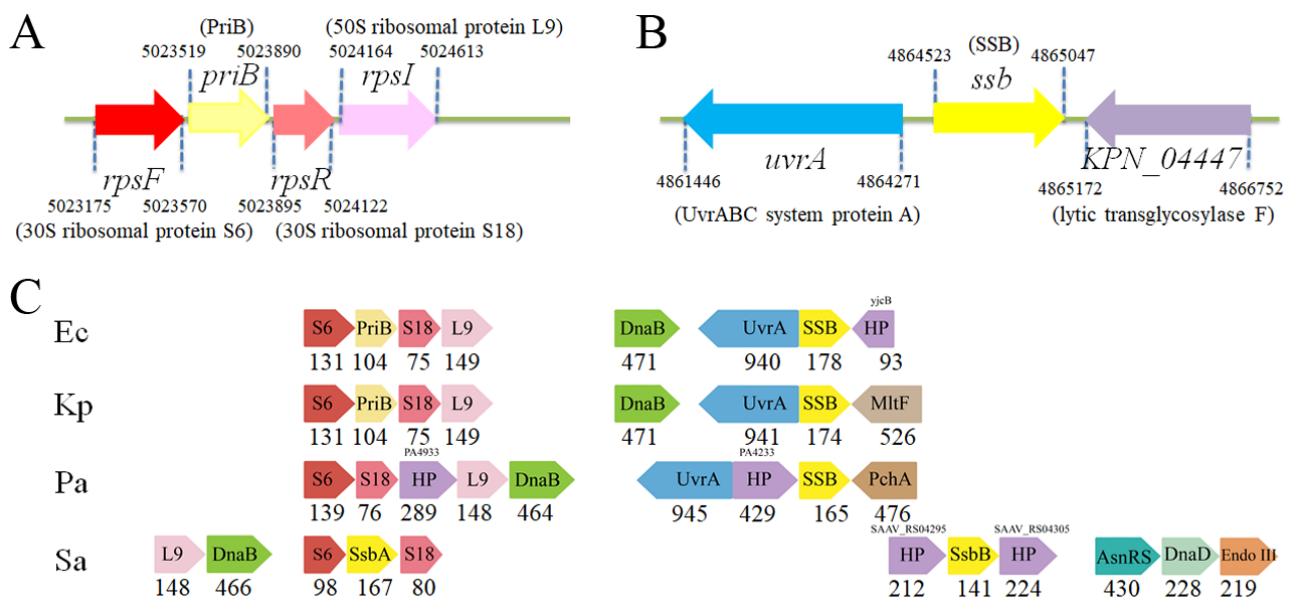 A
(PriB)
(50S ribosomal protein L9)
5023519
5023890
5024164
5024613
priB
rpsI
rpsF
rpsR
5023175
5023570
5023895
5024122
(30S ribosomal protein S6)
(30S ribosomal protein S18)
B
(SSB)
4864523
4865047
ssb
uvrA
KPN_04447
4861446
4864271
4865172
4866752
(UvrABC system protein A)
(lytic transglycosylase F)
C
yjcB
Ec
S6 PriB S18 L9 DnaB UvrA SSB HP
131 104 75 149 471 940 178 93
Kp
S6 PriB S18 L9 DnaB UvrA SSB MltF
131 104 75 149 471 941 174 526
PA4933 PA4233
Pa
S6 S18 HP L9 DnaB UvrA HP SSB PchA
139 76 289 148 464 945 429 165 476
SAAV_RS04295 SAAV_RS04305
Sa
L9 DnaB S6 SsbA S18 HP SsbB HP AsnRS DnaD Endo III
148 466 98 167 80 212 141 224 430 228 219